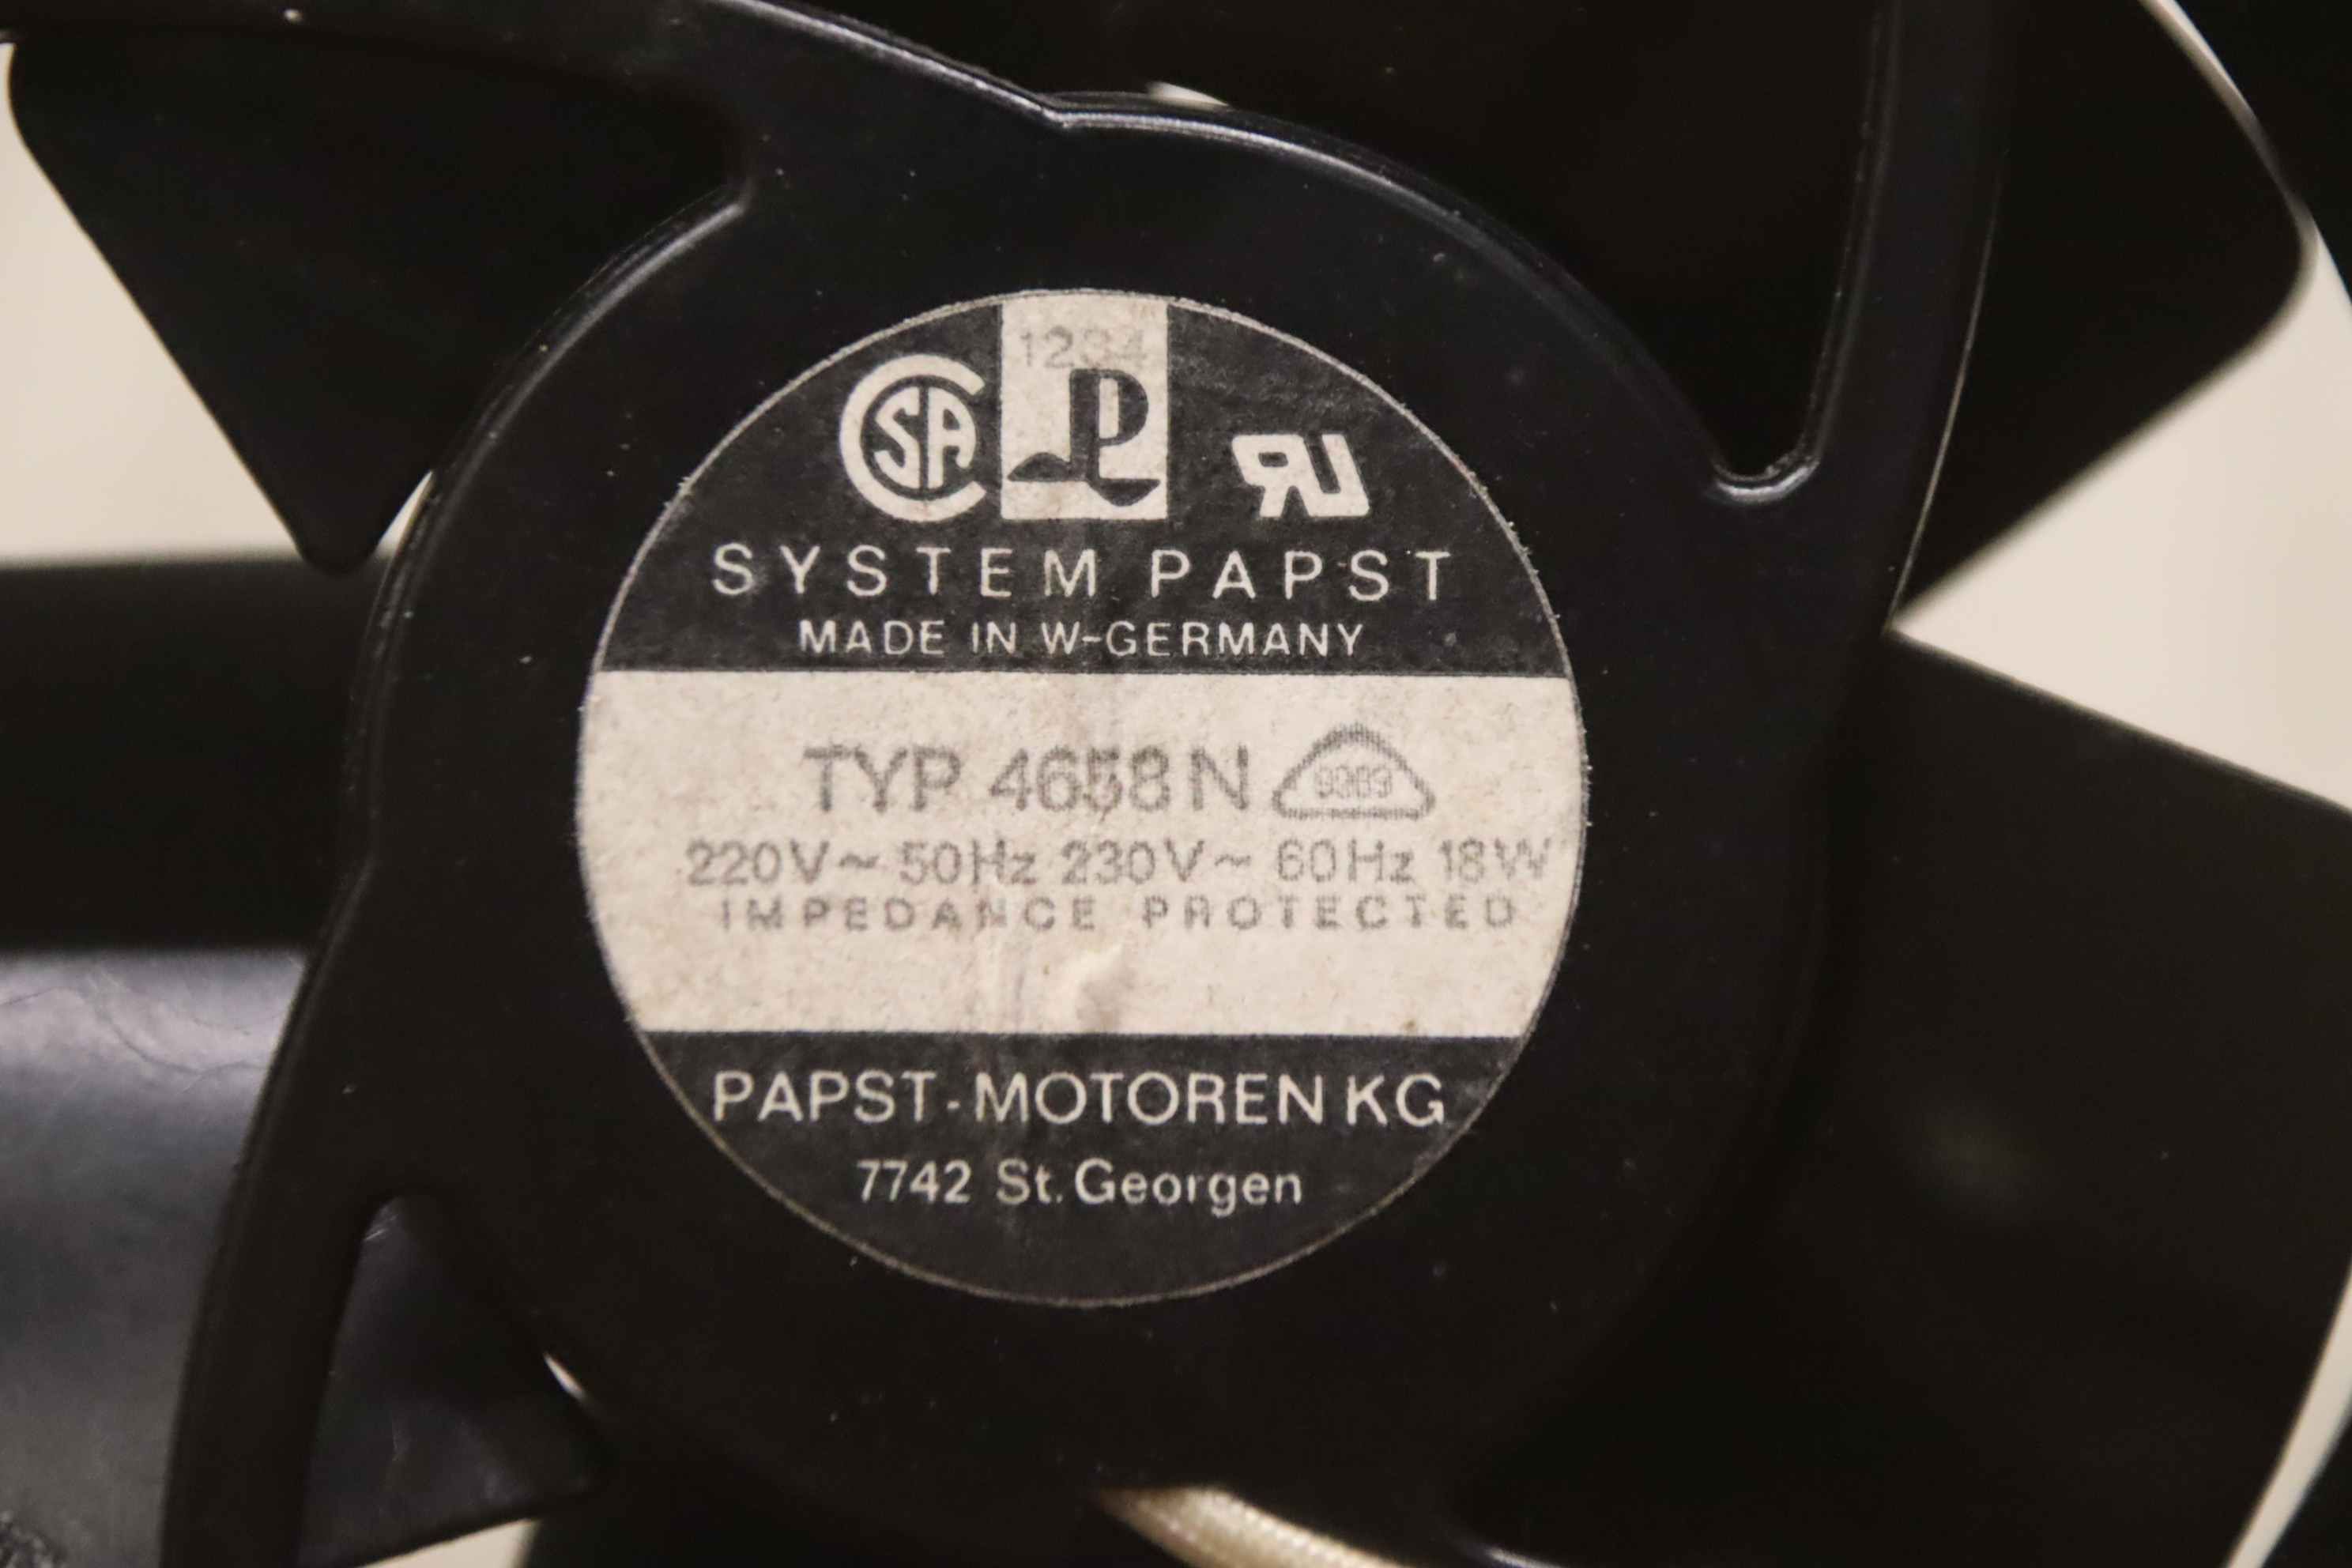 1234
CSA
SYSTEM PAPST
MADE IN W-GERMANY
TYP 4658 N
220V~ 50Hz 230V~ 60Hz 18W
IMPEDANCE PROTECTED
PAPST-MOTOREN KG
7742 St. Georgen